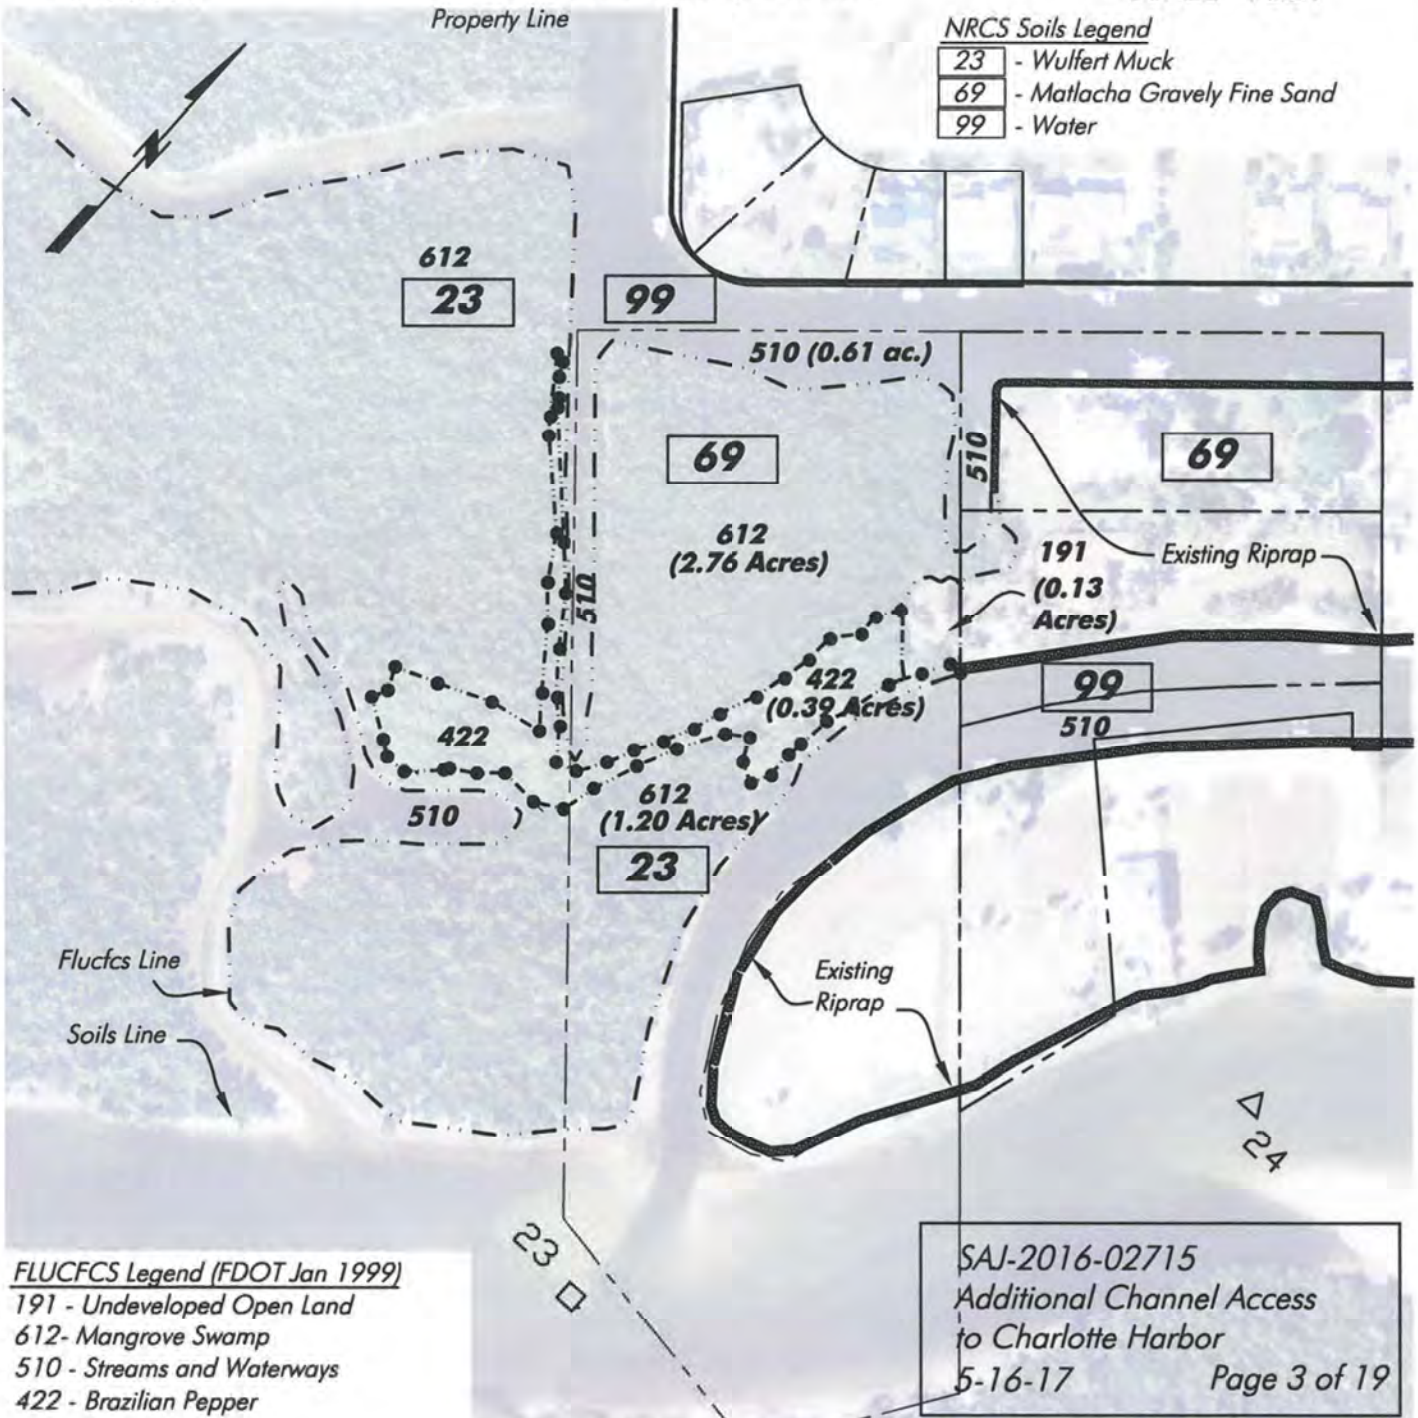 Property Line
NRCS Soils Legend
23 - Wulfert Muck
69 - Matlacha Gravely Fine Sand
99 - Water
612
23
99
510 (0.61 ac.)
69
510
69
612
(2.76 Acres)
191
(0.13
Acres)
Existing Riprap
510
422
(0.39 Acres)
99
510
422
510
612
(1.20 Acres)
23
Flucfcs Line
Soils Line
Existing
Riprap
24
23
FLUCFCS Legend (FDOT Jan 1999)
191 - Undeveloped Open Land
612- Mangrove Swamp
510 - Streams and Waterways
422 - Brazilian Pepper
SAJ-2016-02715
Additional Channel Access
to Charlotte Harbor
5-16-17 Page 3 of 19